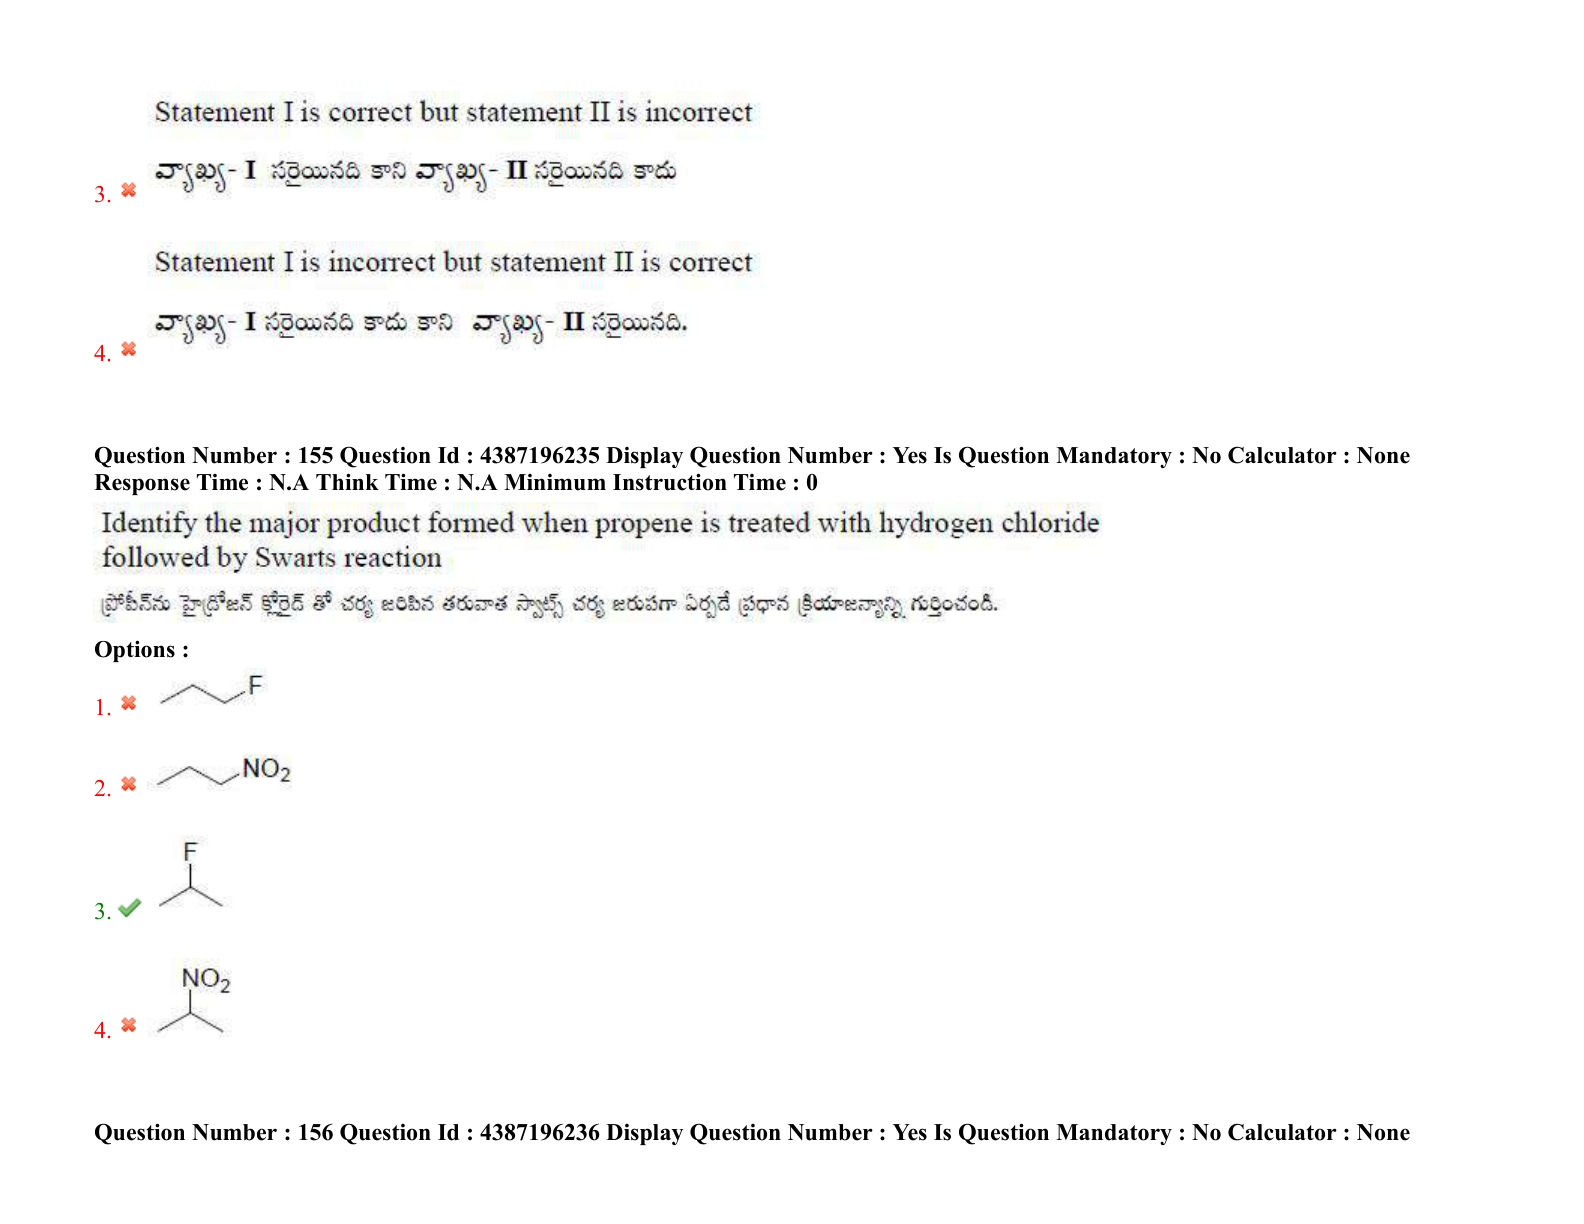 Statement I is correct but statement II is incorrect
వ్యాఖ్య- I సరైయినది కాని వ్యాఖ్య- II సరైయినది కాదు
3.
Statement I is incorrect but statement II is correct
వ్యాఖ్య- I సరైయినది కాదు కాని వ్యాఖ్య- II సరైయినది.
4.
Question Number : 155 Question Id : 4387196235 Display Question Number : Yes Is Question Mandatory : No Calculator : None
Response Time : N.A Think Time : N.A Minimum Instruction Time : 0
Identify the major product formed when propene is treated with hydrogen chloride
followed by Swarts reaction
ప్రోపీన్‌ను హైడ్రోజన్ క్లోరైడ్ తో చర్య జరిపిన తరువాత స్వార్ట్స్ చర్య జరుపగా ఏర్పడే ప్రధాన క్రియాజన్యాన్ని గుర్తించండి.
Options :
F
1.
NO2
2.
F
3.
NO2
4.
Question Number : 156 Question Id : 4387196236 Display Question Number : Yes Is Question Mandatory : No Calculator : None